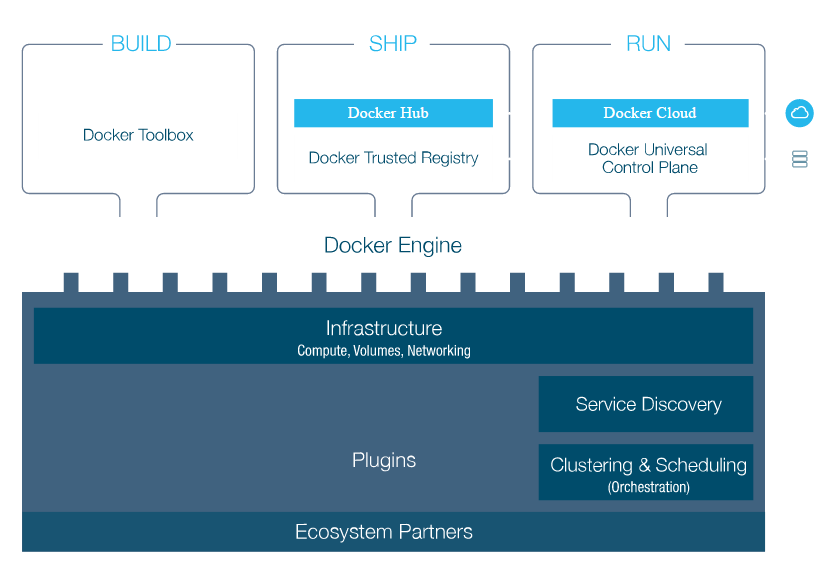 BUILD
SHIP
RUN
Docker Toolbox
Docker Hub
Docker Trusted Registry
Docker Cloud
Docker Universal
Control Plane
Docker Engine
Infrastructure
Compute, Volumes, Networking
Service Discovery
Plugins
Clustering & Scheduling
(Orchestration)
Ecosystem Partners